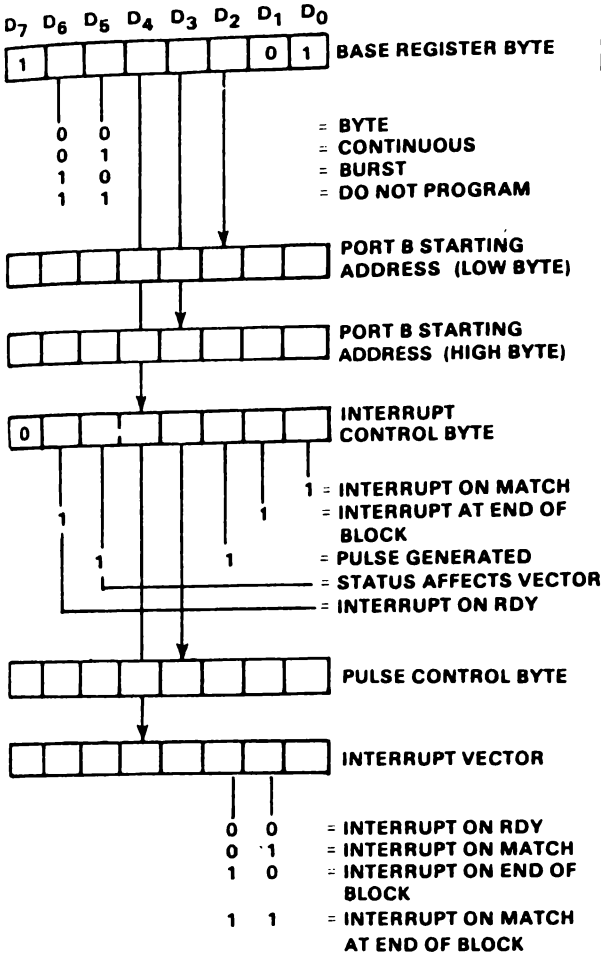 D7 D6 D5 D4 D3 D2 D1 D0
1 0 1 BASE REGISTER BYTE
0 0 = BYTE
0 1 = CONTINUOUS
1 0 = BURST
1 1 = DO NOT PROGRAM
PORT B STARTING
ADDRESS (LOW BYTE)
PORT B STARTING
ADDRESS (HIGH BYTE)
INTERRUPT
0 CONTROL BYTE
1 = INTERRUPT ON MATCH
1 1 = INTERRUPT AT END OF
BLOCK
1 1 = PULSE GENERATED
= STATUS AFFECTS VECTOR
= INTERRUPT ON RDY
PULSE CONTROL BYTE
INTERRUPT VECTOR
0 0 = INTERRUPT ON RDY
0 1 = INTERRUPT ON MATCH
1 0 = INTERRUPT ON END OF
BLOCK
1 1 = INTERRUPT ON MATCH
AT END OF BLOCK